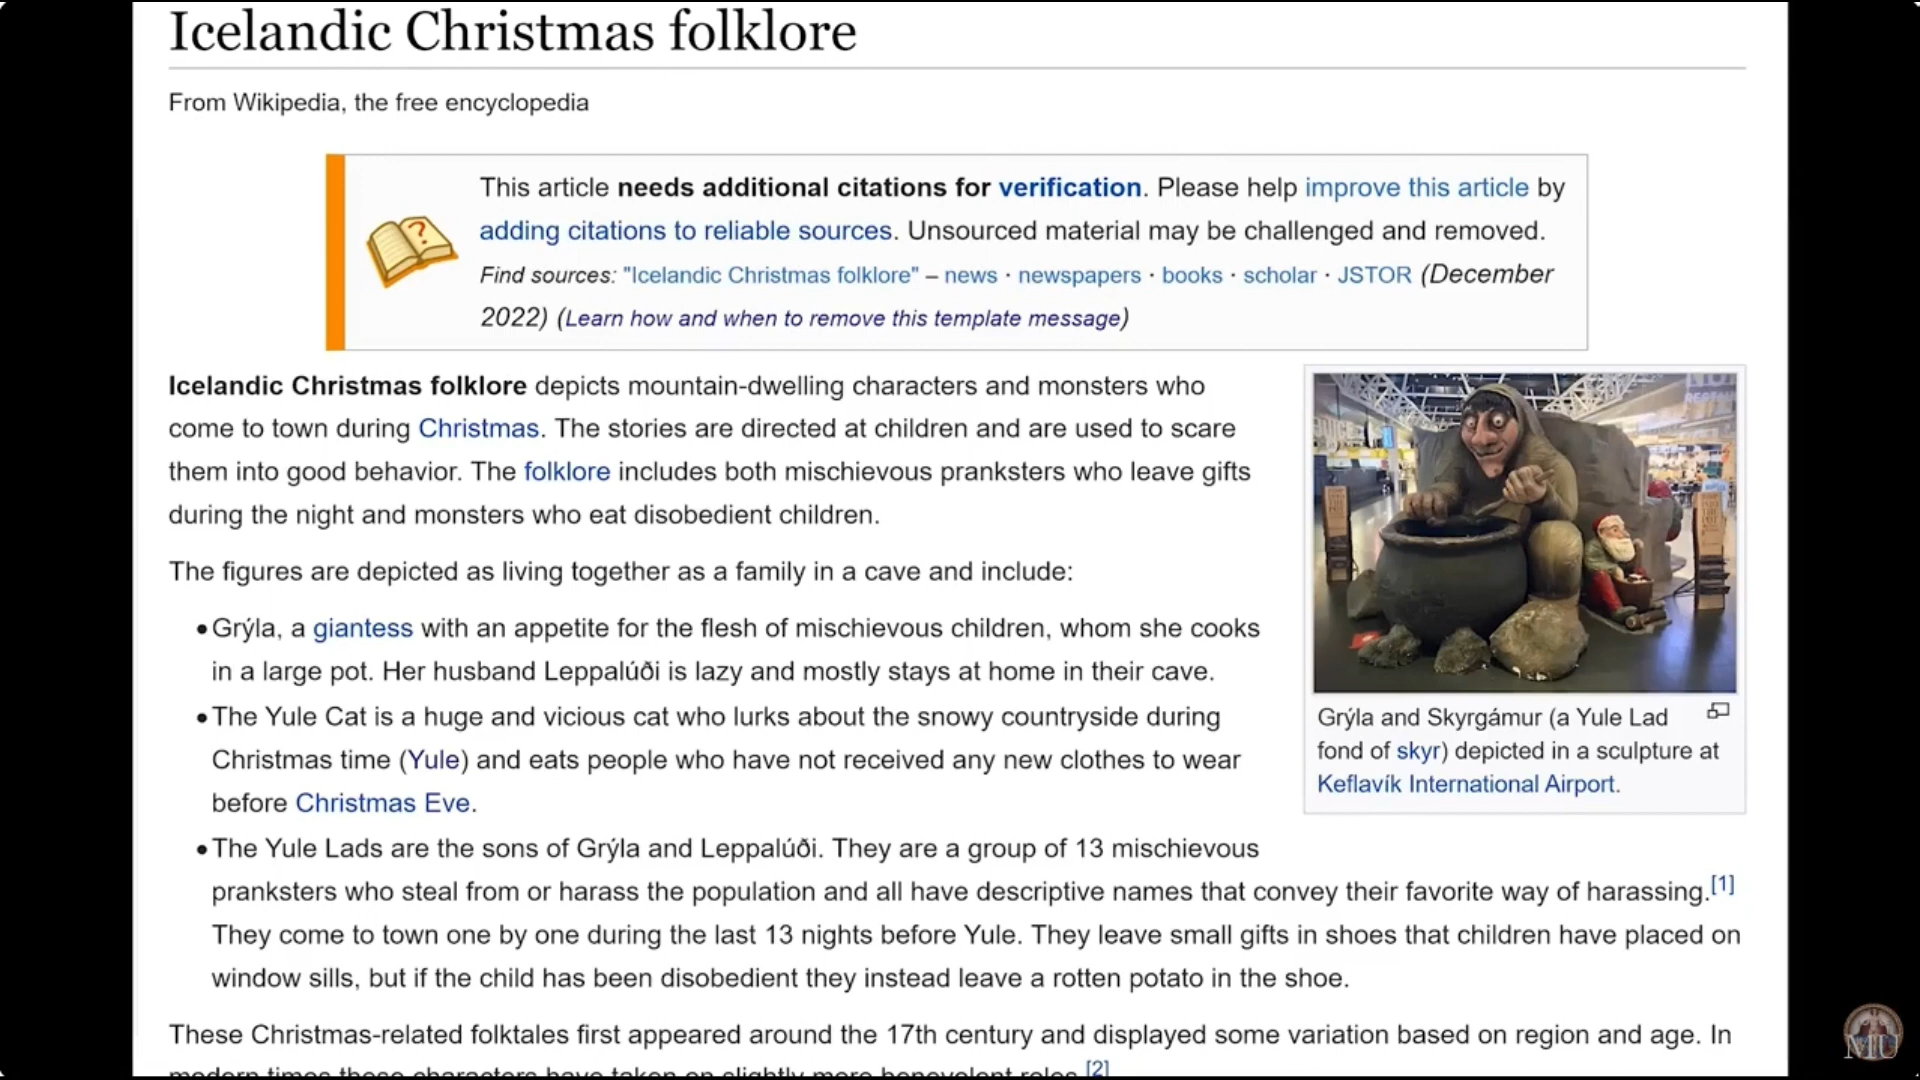 Icelandic Christmas folklore
From Wikipedia, the free encyclopedia
This article needs additional citations for verification. Please help improve this article by
adding citations to reliable sources. Unsourced material may be challenged and removed.
Find sources: "Icelandic Christmas folklore" – news · newspapers · books · scholar · JSTOR (December
2022) (Learn how and when to remove this template message)
Icelandic Christmas folklore depicts mountain-dwelling characters and monsters who
come to town during Christmas. The stories are directed at children and are used to scare
them into good behavior. The folklore includes both mischievous pranksters who leave gifts
during the night and monsters who eat disobedient children.
The figures are depicted as living together as a family in a cave and include:
• Grýla, a giantess with an appetite for the flesh of mischievous children, whom she cooks
in a large pot. Her husband Leppalúði is lazy and mostly stays at home in their cave.
• The Yule Cat is a huge and vicious cat who lurks about the snowy countryside during
Christmas time (Yule) and eats people who have not received any new clothes to wear
before Christmas Eve.
Grýla and Skyrgámur (a Yule Lad
fond of skyr) depicted in a sculpture at
Keflavík International Airport.
• The Yule Lads are the sons of Grýla and Leppalúði. They are a group of 13 mischievous
pranksters who steal from or harass the population and all have descriptive names that convey their favorite way of harassing.[1]
They come to town one by one during the last 13 nights before Yule. They leave small gifts in shoes that children have placed on
window sills, but if the child has been disobedient they instead leave a rotten potato in the shoe.
These Christmas-related folktales first appeared around the 17th century and displayed some variation based on region and age. In
modern times these characters have taken on slightly more benevolent roles.[2]